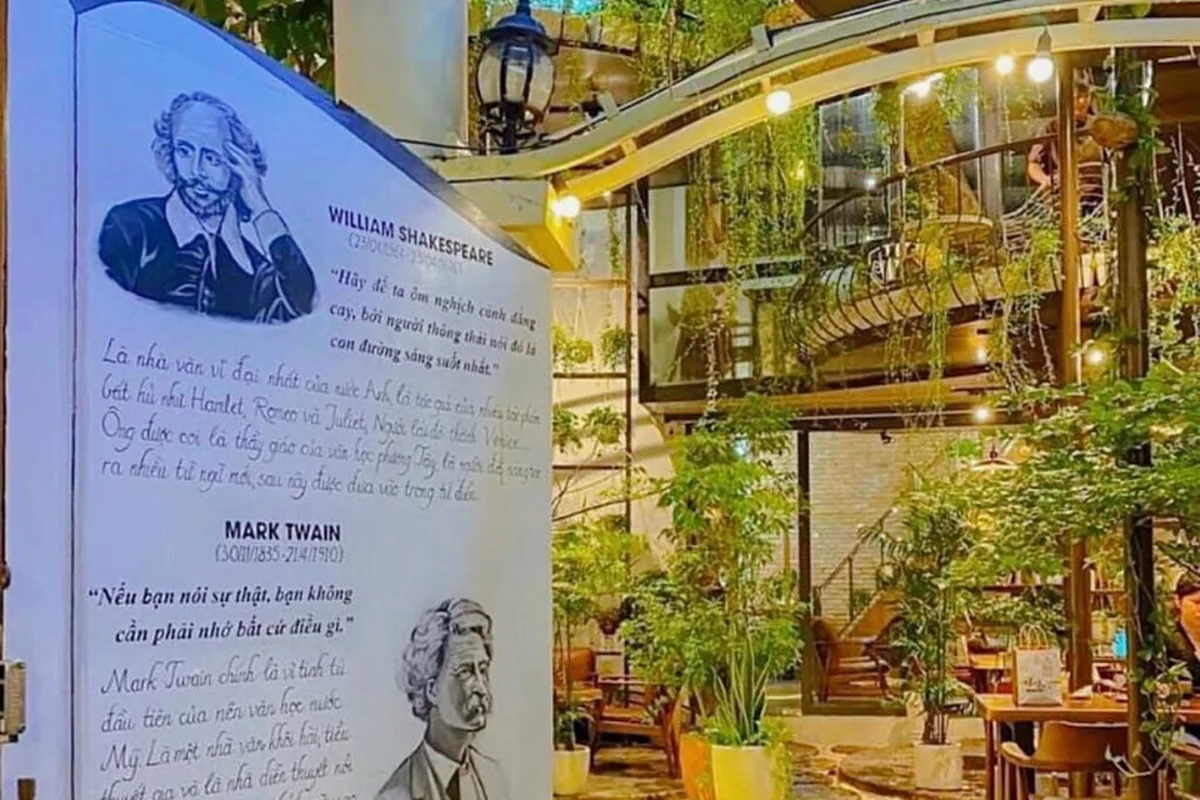 WILLIAM SHAKESPEARE
“Hãy để ta ôm nghịch cảnh đắng
cay, bởi người thông thái nói đó là
con đường sáng suốt nhất.”
Là nhà văn vĩ đại nhất của nước Anh, là tác giả của nhiều tác phẩm
bất hủ như Hamlet, Romeo và Juliet, Người lái đò thành Venice...
Ông được coi là thầy giáo của văn học phương Tây, là người
ra nhiều từ ngữ mới, sau này được đưa vào trong từ điển.
MARK TWAIN
(30/11/1835-21/4/1910)
“Nếu bạn nói sự thật, bạn không
cần phải nhớ bất cứ điều gì.”
Mark Twain chính là vì tinh tú
đầu tiên của nền văn học nước
Mỹ. Là một nhà văn khôi hài, tiểu
thuyết gia và là nhà diễn thuyết nổi